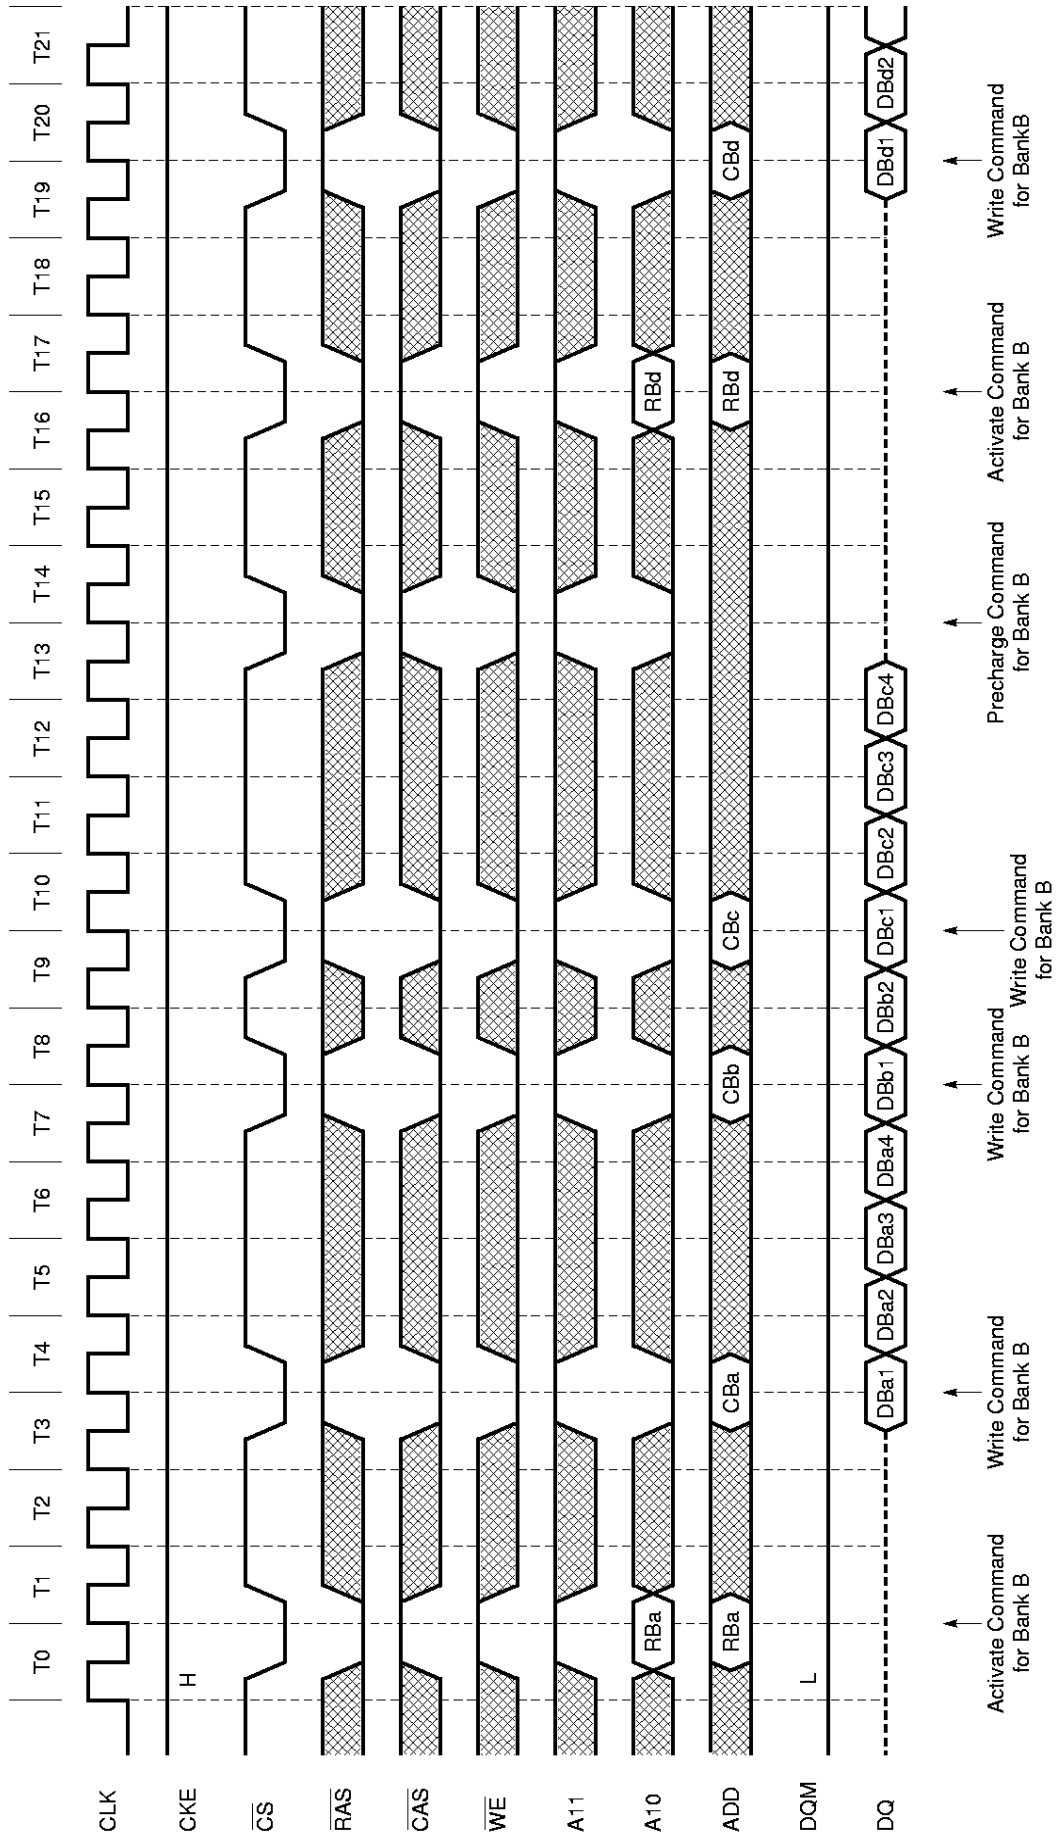 T0 T1 T2 T3 T4 T5 T6 T7 T8 T9 T10 T11 T12 T13 T14 T15 T16 T17 T18 T19 T20 T21
CLK
CKE H
CS
RAS
CAS
WE
A11
A10 RBa RBd
ADD RBa CBa CBb CBc RBd CBd
DQM L
DQ DBa1 DBa2 DBa3 DBa4 DBb1 DBb2 DBc1 DBc2 DBc3 DBc4 DBd1 DBd2
Activate Command
for Bank B
Write Command
for Bank B
Write Command
for Bank B
Write Command
for Bank B
Precharge Command
for Bank B
Activate Command
for Bank B
Write Command
for BankB